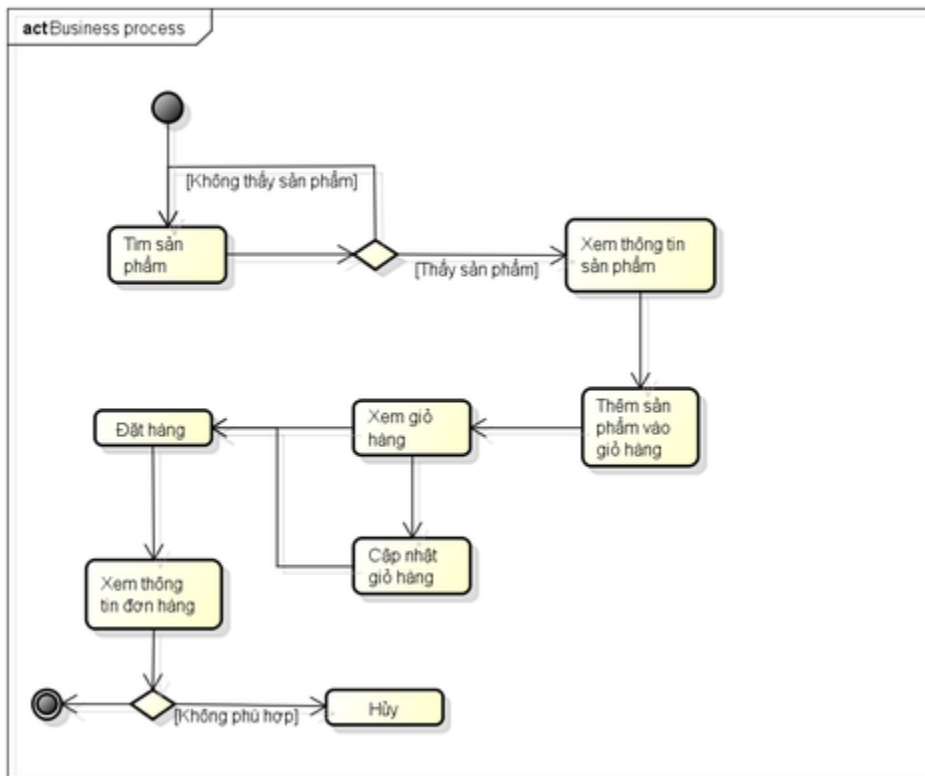 act Business process
[Không thấy sản phẩm]
Tìm sản
phẩm
[Thấy sản phẩm]
Xem thông tin
sản phẩm
Thêm sản
phẩm vào
giỏ hàng
Xem giỏ
hàng
Đặt hàng
Cập nhật
giỏ hàng
Xem thông
tin đơn hàng
[Không phù hợp]
Hủy